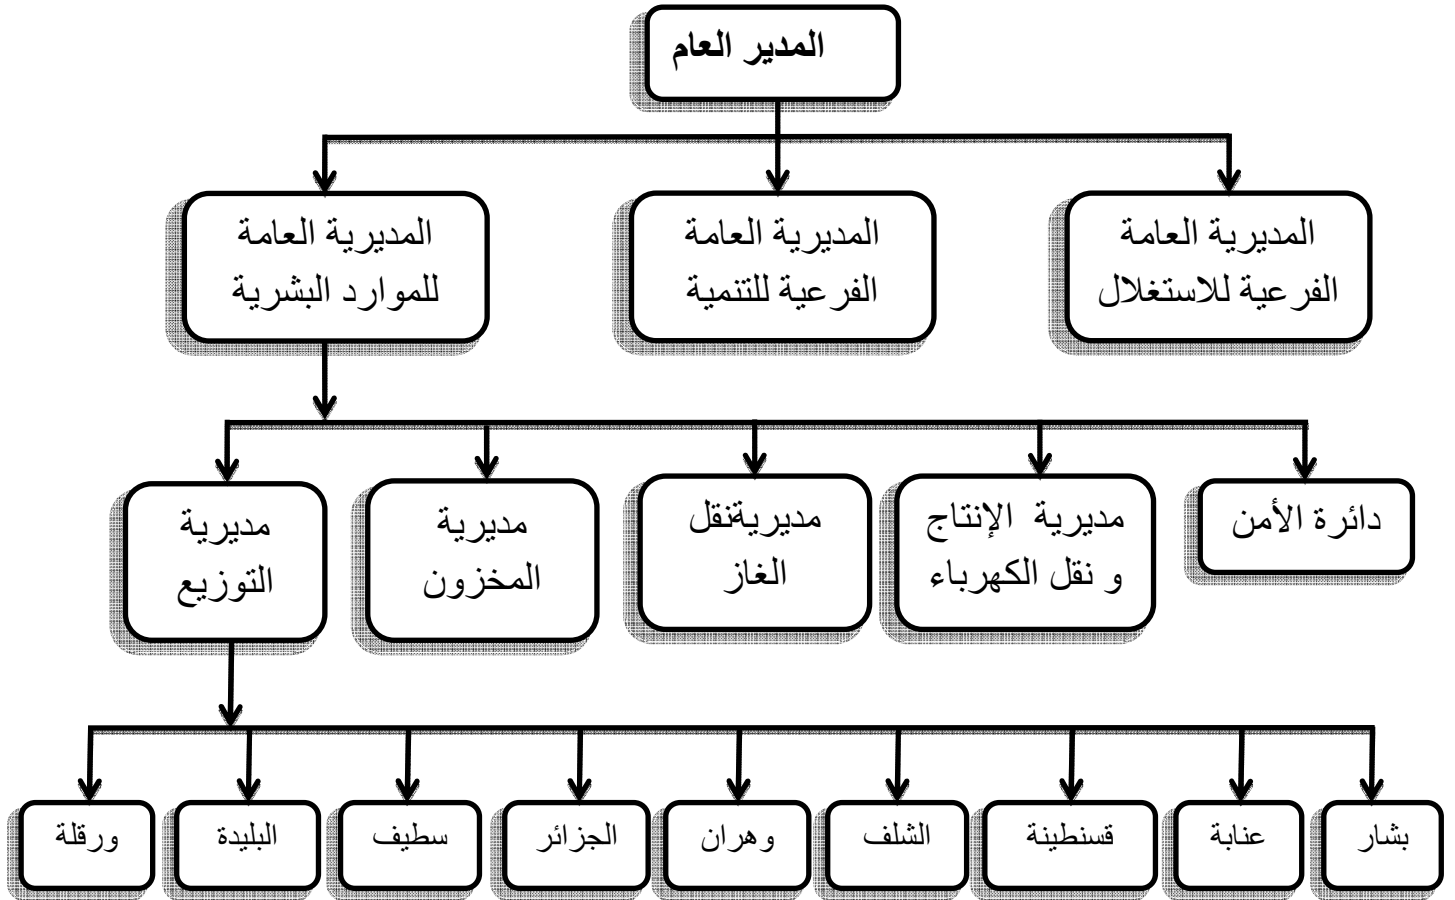 المدير العام
المديرية العامة
الفرعية للاستغلال
المديرية العامة
الفرعية للتنمية
المديرية العامة
للموارد البشرية
دائرة الأمن
مديرية الإنتاج
و نقل الكهرباء
مديريةنقل
الغاز
مديرية
المخزون
مديرية
التوزيع
بشار
عنابة
قسنطينة
الشلف
وهران
الجزائر
سطيف
البليدة
ورقلة